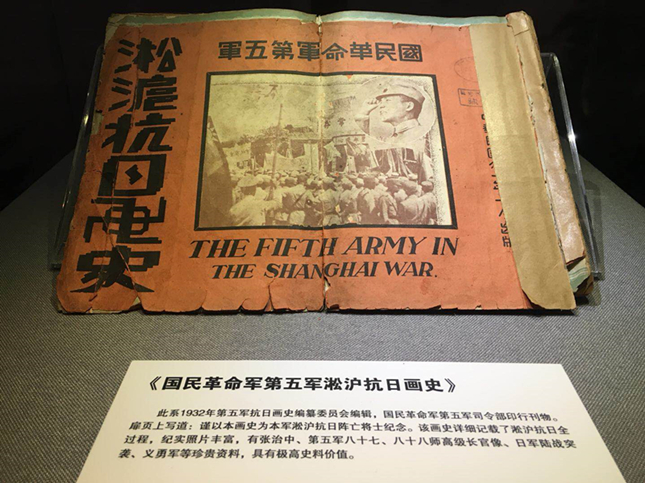 國民革命軍第五軍
淞滬抗日画史
THE FIFTH ARMY IN
THE SHANGHAI WAR.
《国民革命军第五军淞沪抗日画史》
此系1932年第五军抗日画史编纂委员会编辑，国民革命军第五军司令部印行刊物。
扉页上写道：谨以本画史为本军淞沪抗日阵亡将士纪念。该画史详细记载了淞沪抗日全
过程，纪实照片丰富，有张治中、第五军八十七、八十八师高级长官像、日军陆战突
袭、义勇军等珍贵资料，具有极高史料价值。